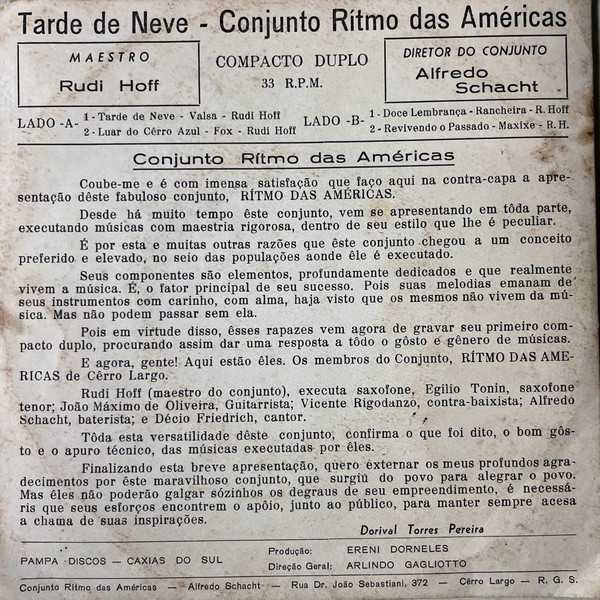 Tarde de Neve - Conjunto Rítmo das Américas
MAESTRO
Rudi Hoff
COMPACTO DUPLO
33 R.P.M.
DIRETOR DO CONJUNTO
Alfredo
Schacht
LADO -A- 1 - Tarde de Neve - Valsa - Rudi Hoff
2 - Luar do Cêrro Azul - Fox - Rudi Hoff
LADO -B- 1 - Doce Lembrança - Rancheira - R. Hoff
2 - Revivendo o Passado - Maxixe - R. H.
Conjunto Rítmo das Américas
Coube-me e é com imensa satisfação que faço aqui na contra-capa a apre-
sentação dêste fabuloso conjunto, RÍTMO DAS AMÉRICAS.
Desde há muito tempo êste conjunto, vem se apresentando em tôda parte,
executando músicas com maestria rigorosa, dentro de seu estilo que lhe é peculiar.
É por esta e muitas outras razões que êste conjunto chegou a um conceito
preferido e elevado, no seio das populações aonde êle é executado.
Seus componentes são elementos, profundamente dedicados e que realmente
vivem a música. É, o fator principal de seu sucesso. Pois suas melodias emanam de
seus instrumentos com carinho, com alma, haja visto que os mesmos não vivem da mú-
sica. Mas não podem passar sem ela.
Pois em virtude disso, êsses rapazes vem agora de gravar seu primeiro com-
pacto duplo, procurando assim dar uma resposta a tôdo o gôsto e gênero de músicas.
E agora, gente! Aqui estão êles. Os membros do Conjunto, RÍTMO DAS AME-
RICAS de Cêrro Largo.
Rudi Hoff (maestro do conjunto), executa saxofone, Egilio Tonin, saxofone
tenor; João Máximo de Oliveira, Guitarrista; Vicente Rigodanzo, contra-baixista; Alfredo
Schacht, baterista; e Décio Friedrich, cantor.
Tôda esta versatilidade dêste conjunto, confirma o que foi dito, o bom gôs-
to e o apuro técnico, das músicas executadas por êles.
Finalizando esta breve apresentação, quero externar os meus profundos agra-
decimentos por êste maravilhoso conjunto, que surgiu do povo para alegrar o povo.
Mas êles não poderão galgar sózinhos os degraus de seu empreendimento, é necessá-
ris que seus esforços encontrem o apôio, junto ao público, para manter sempre acesa
a chama de suas inspirações.
Dorival Torres Pereira
PAMPA DISCOS - CAXIAS DO SUL
Produção: ERENI DORNELES
Direção Geral: ARLINDO GAGLIOTTO
Conjunto Rítmo das Américas — Alfredo Schacht — Rua Dr. João Sebastiani, 372 — Cêrro Largo — R. G. S.